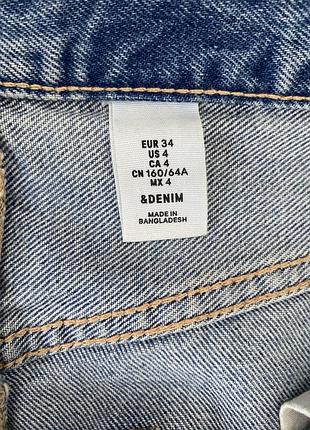 EUR 34
US 4
CA 4
CN 160/64A
MX 4
&DENIM
MADE IN
BANGLADESH